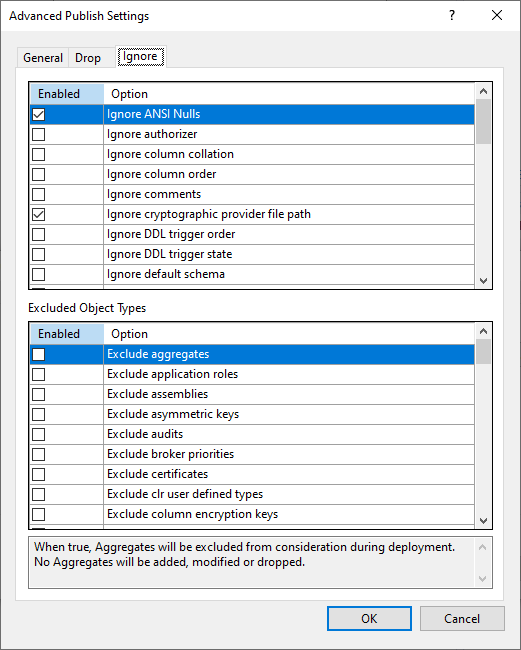 Advanced Publish Settings
?
General Drop Ignore
Enabled Option
Ignore ANSI Nulls
Ignore authorizer
Ignore column collation
Ignore column order
Ignore comments
Ignore cryptographic provider file path
Ignore DDL trigger order
Ignore DDL trigger state
Ignore default schema
Excluded Object Types
Enabled Option
Exclude aggregates
Exclude application roles
Exclude assemblies
Exclude asymmetric keys
Exclude audits
Exclude broker priorities
Exclude certificates
Exclude clr user defined types
Exclude column encryption keys
When true, Aggregates will be excluded from consideration during deployment.
No Aggregates will be added, modified or dropped.
OK Cancel